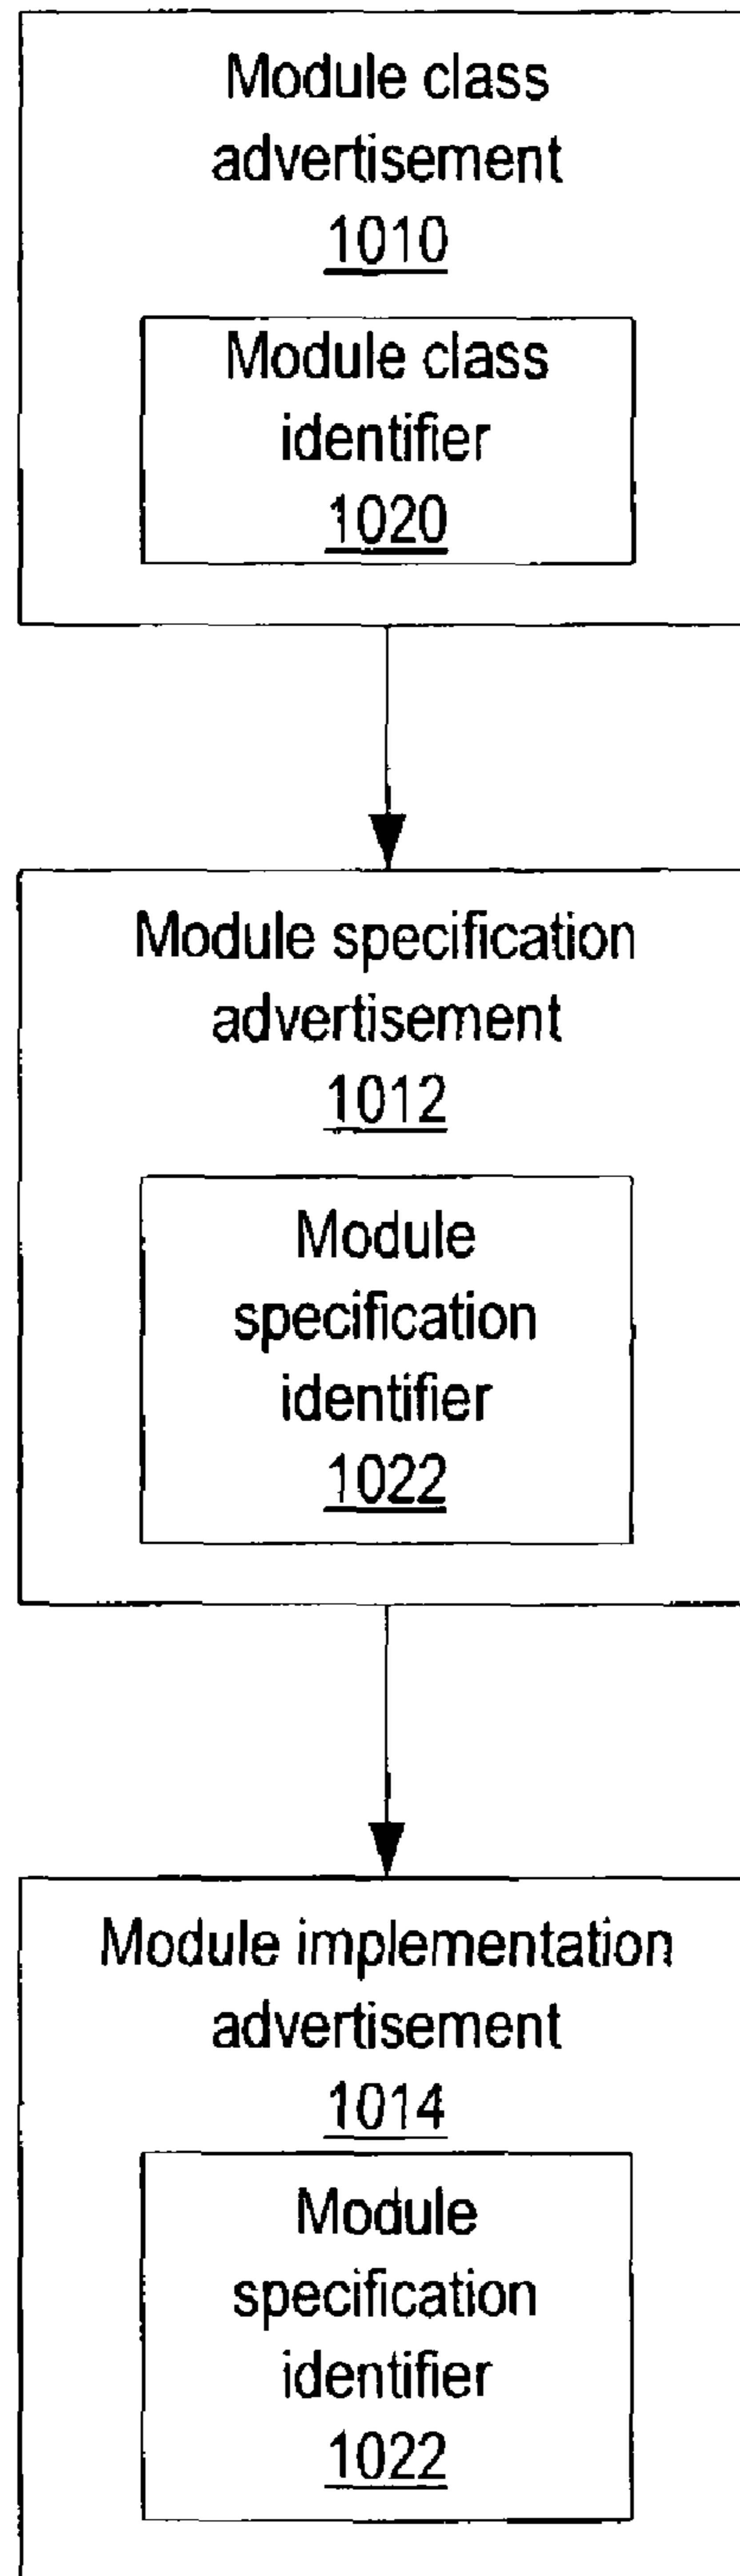 Module class
advertisement
1010
Module class
identifier
1020
Module specification
advertisement
1012
Module
specification
identifier
1022
Module implementation
advertisement
1014
Module
specification
identifier
1022